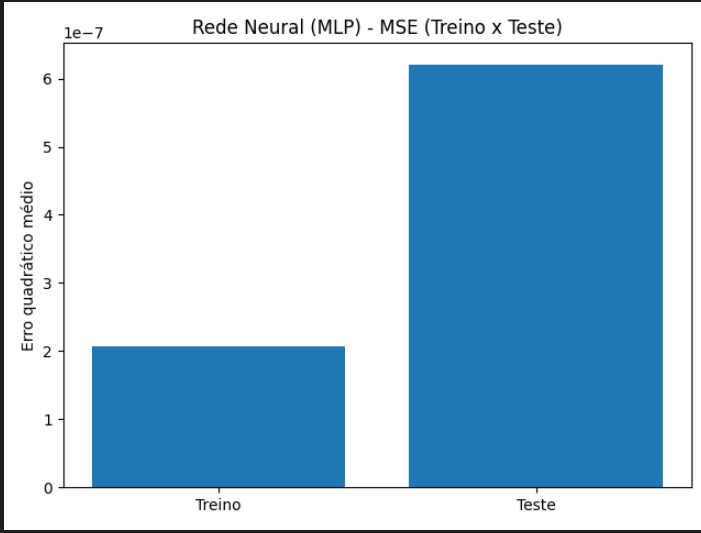 Rede Neural (MLP) - MSE (Treino x Teste)
1e−7
Erro quadrático médio
6
5
4
3
2
1
0
Treino Teste